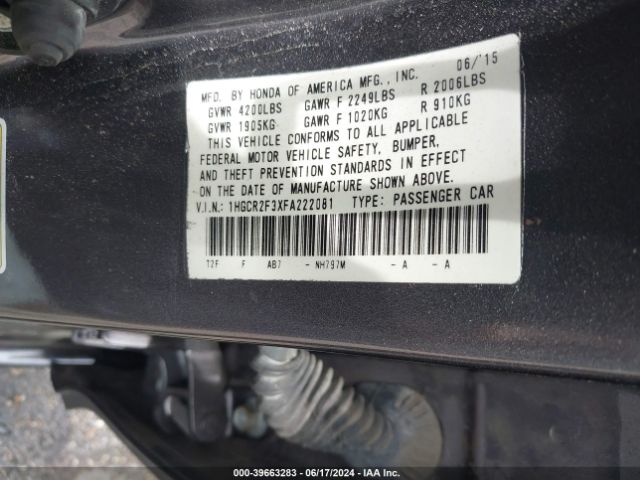 MFD. BY HONDA OF AMERICA MFG., INC. 06/'15
GVWR 4200LBS GAWR F 2249LBS R 2006LBS
GVWR 1905KG GAWR F 1020KG R 910KG
THIS VEHICLE CONFORMS TO ALL APPLICABLE
FEDERAL MOTOR VEHICLE SAFETY, BUMPER,
AND THEFT PREVENTION STANDARDS IN EFFECT
ON THE DATE OF MANUFACTURE SHOWN ABOVE.
V.I.N.: 1HGCR2F3XFA222081 TYPE: PASSENGER CAR
T2F F AB7 - NH797M - A - A
000-39663283 - 06/17/2024 - IAA Inc.